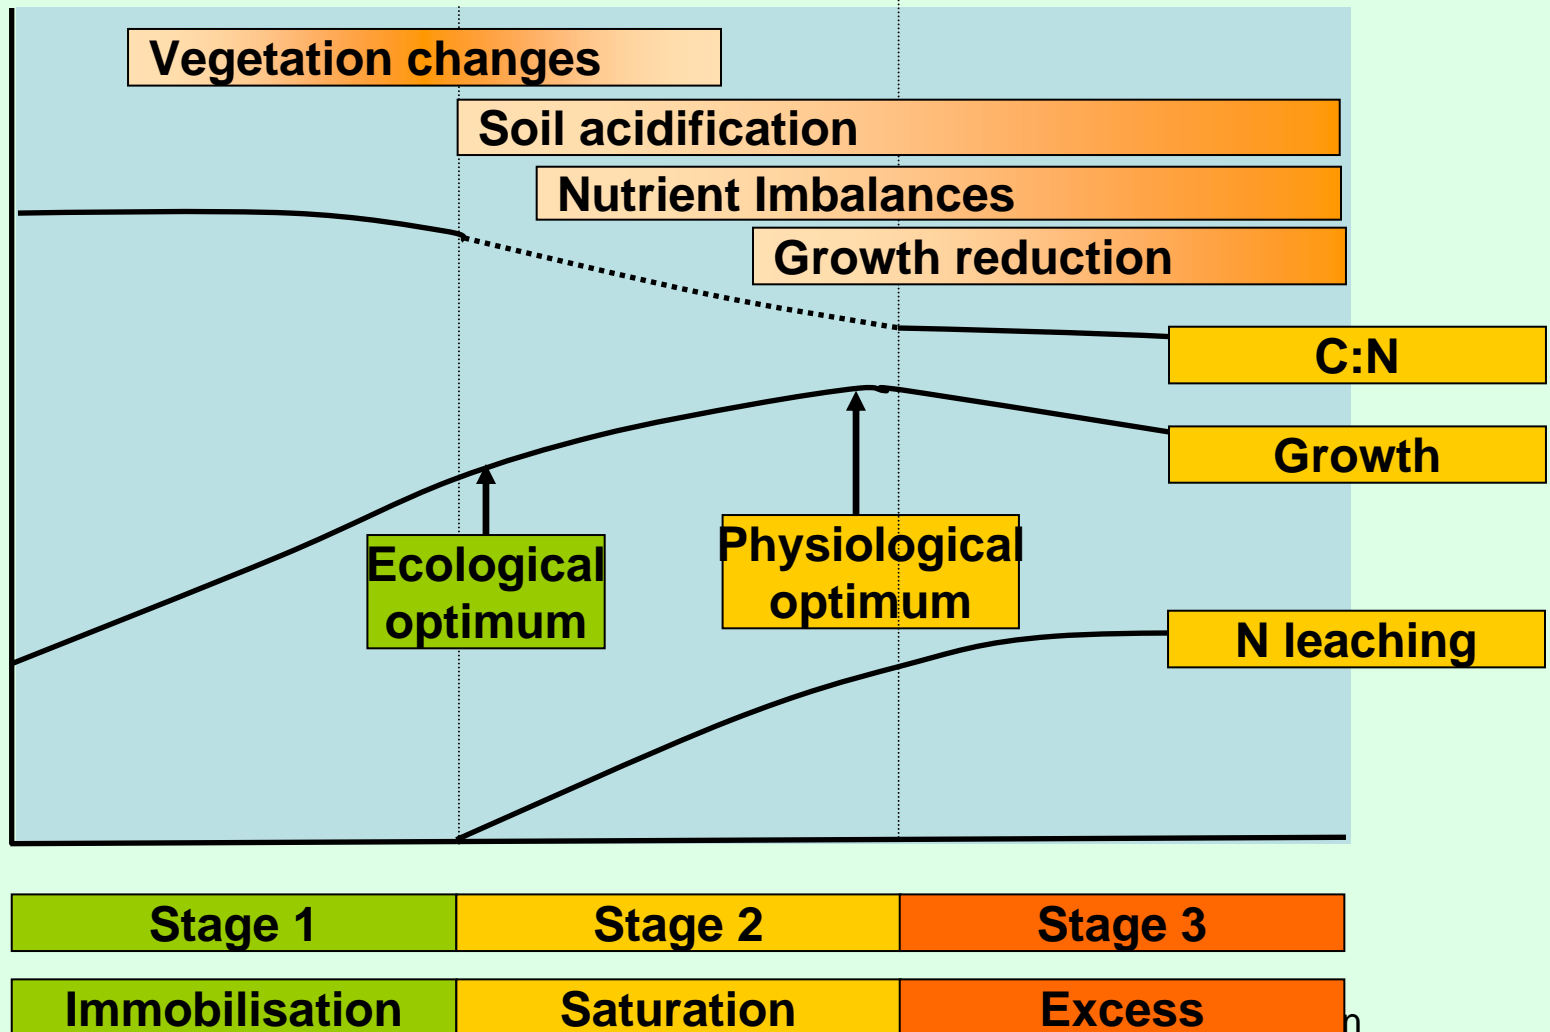 Vegetation changes
Soil acidification
Nutrient Imbalances
Growth reduction
C:N
Growth
Ecological
optimum
Physiological
optimum
N leaching
Stage 1
Stage 2
Stage 3
Immobilisation
Saturation
Excess
n